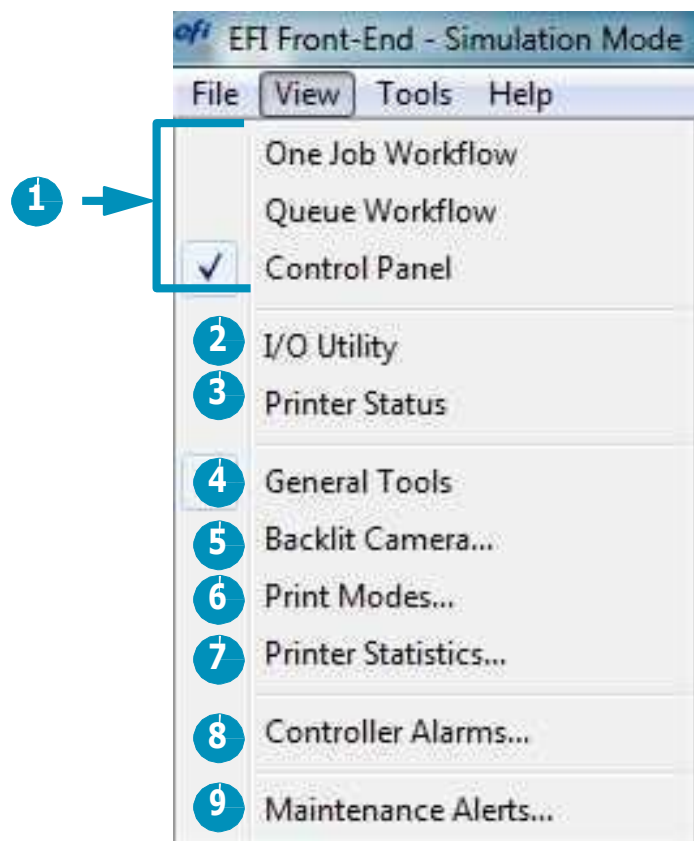 efi EFI Front-End - Simulation Mode
File View Tools Help
One Job Workflow
1
Queue Workflow
Control Panel
2 I/O Utility
3 Printer Status
4 General Tools
5 Backlit Camera...
6 Print Modes...
7 Printer Statistics...
8 Controller Alarms...
9 Maintenance Alerts...